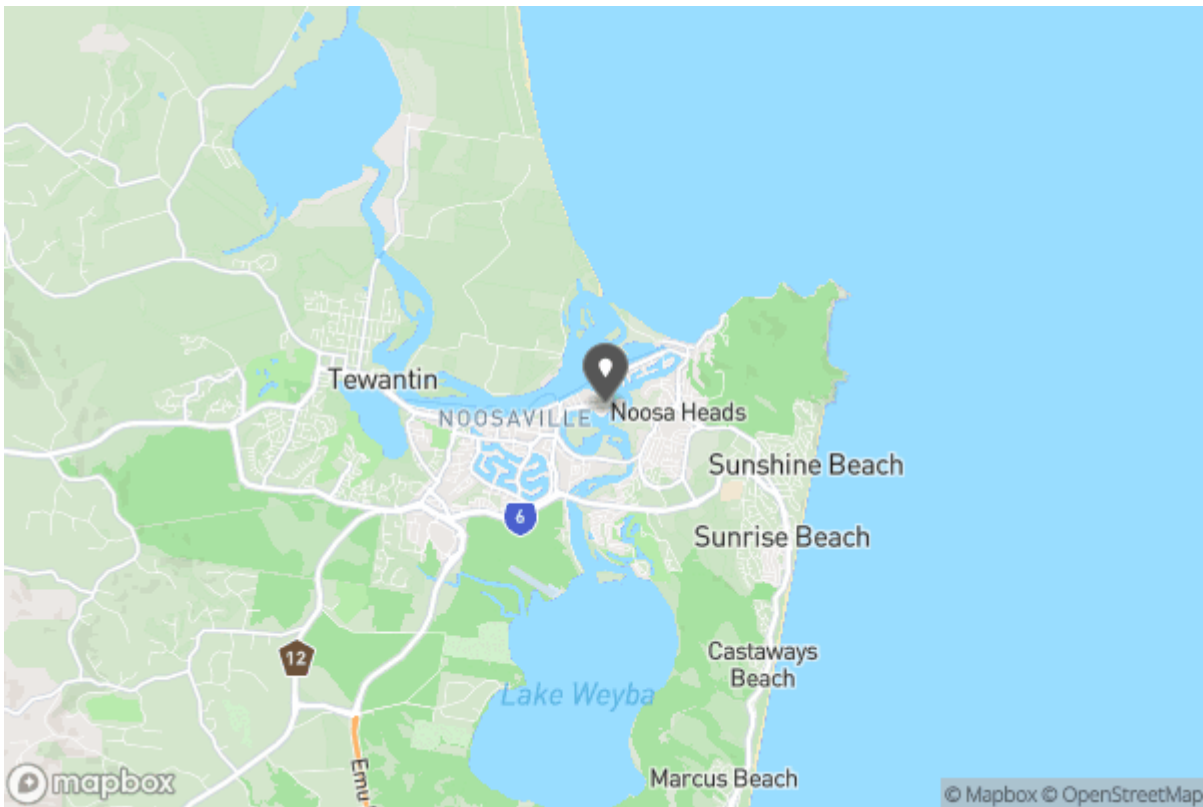 Tewantin
NOOSAVILLE
Noosa Heads
Sunshine Beach
6
Sunrise Beach
12
Castaways
Beach
Lake Weyba
Emu
Marcus Beach
mapbox
© Mapbox © OpenStreetMap